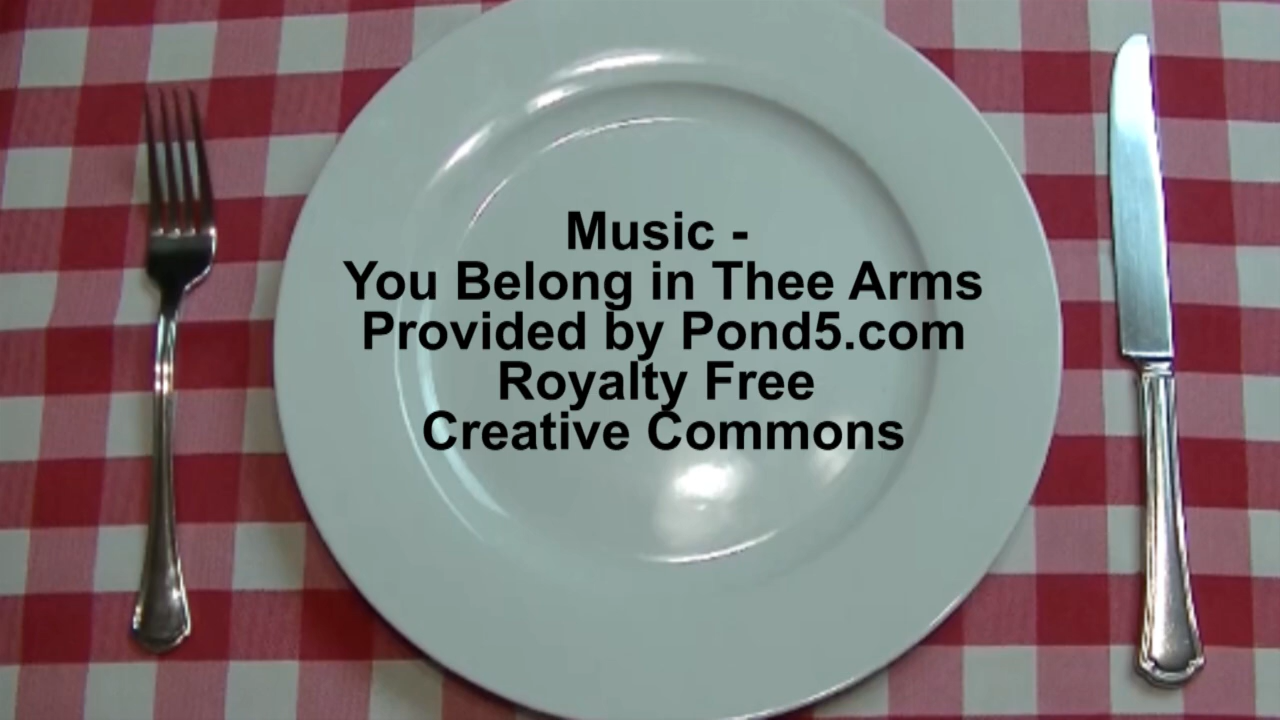 Music -
You Belong in Thee Arms
Provided by Pond5.com
Royalty Free
Creative Commons